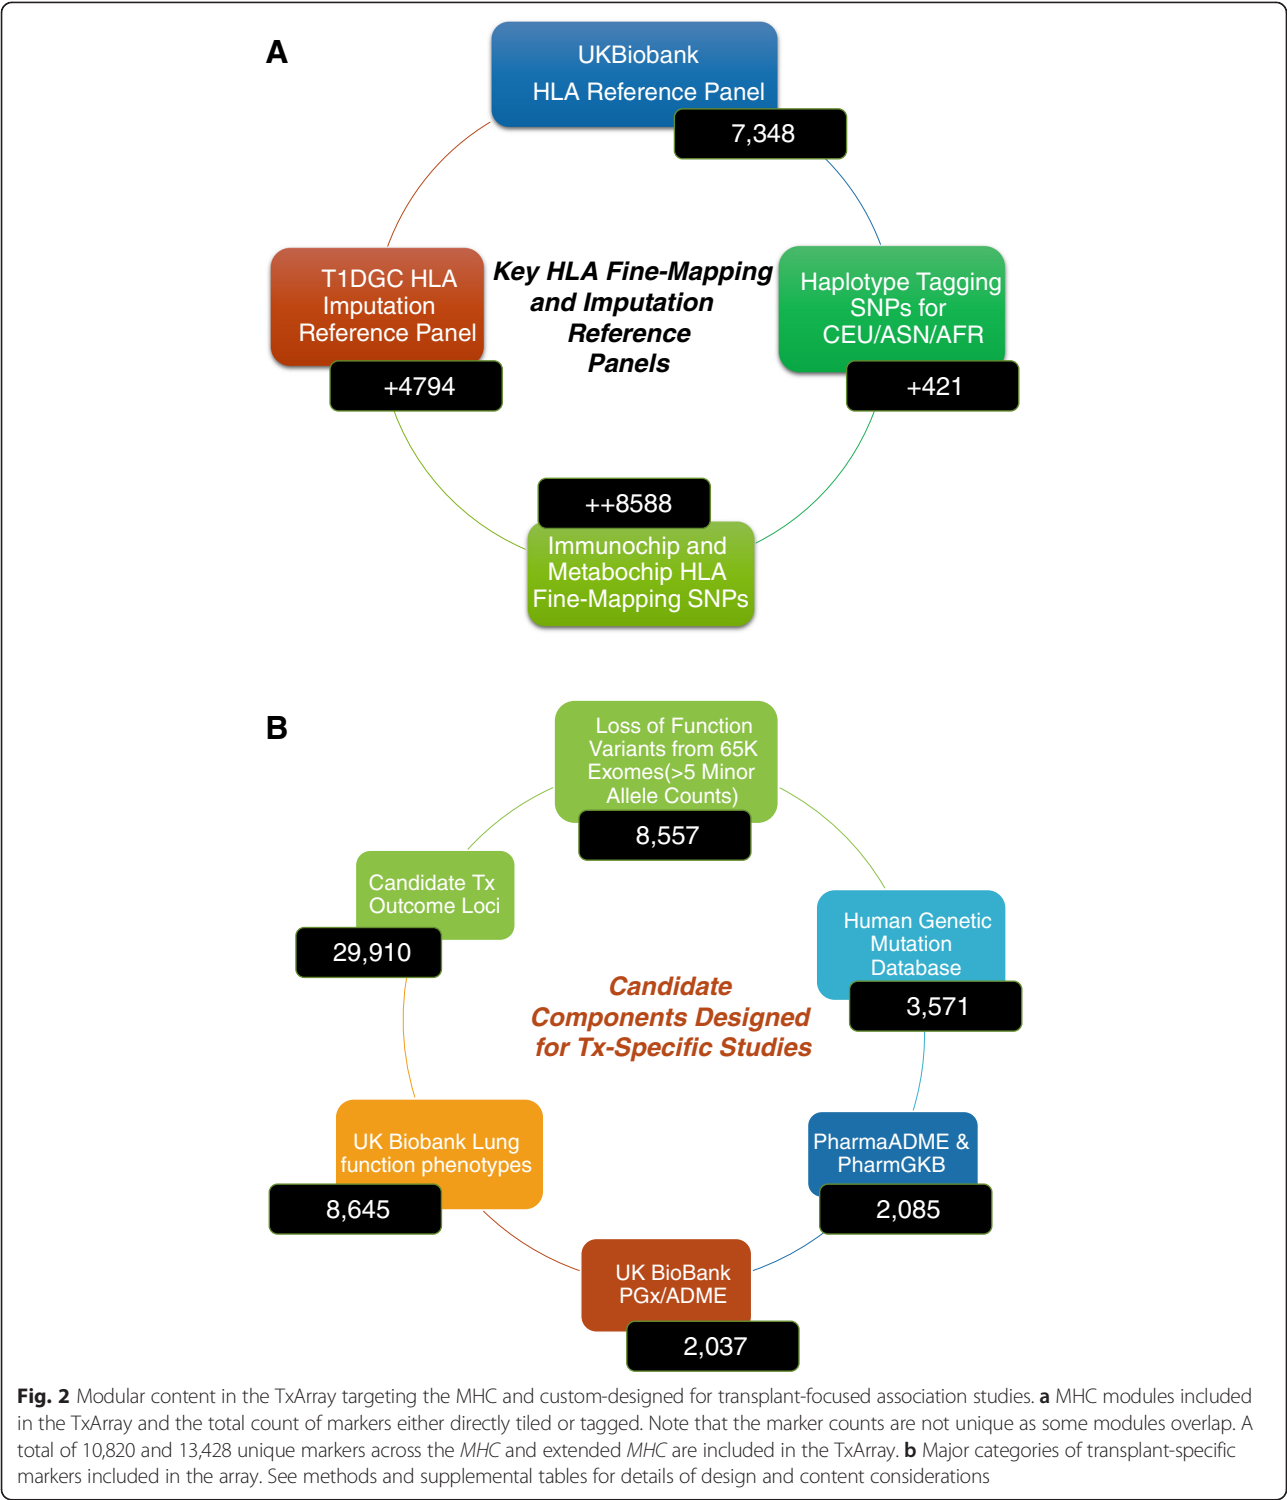 A
UKBiobank
HLA Reference Panel
7,348
T1DGC HLA
Imputation
Reference Panel
+4794
Key HLA Fine-Mapping
and Imputation
Reference
Panels
Haplotype Tagging
SNPs for
CEU/ASN/AFR
+421
++8588
Immunochip and
Metabochip HLA
Fine-Mapping SNPs
B
Loss of Function
Variants from 65K
Exomes(>5 Minor
Allele Counts)
8,557
Candidate Tx
Outcome Loci
29,910
Human Genetic
Mutation
Database
3,571
Candidate
Components Designed
for Tx-Specific Studies
UK Biobank Lung
function phenotypes
8,645
PharmaADME &
PharmGKB
2,085
UK BioBank
PGx/ADME
2,037
Fig. 2 Modular content in the TxArray targeting the MHC and custom-designed for transplant-focused association studies. a MHC modules included
in the TxArray and the total count of markers either directly tiled or tagged. Note that the marker counts are not unique as some modules overlap. A
total of 10,820 and 13,428 unique markers across the MHC and extended MHC are included in the TxArray. b Major categories of transplant-specific
markers included in the array. See methods and supplemental tables for details of design and content considerations